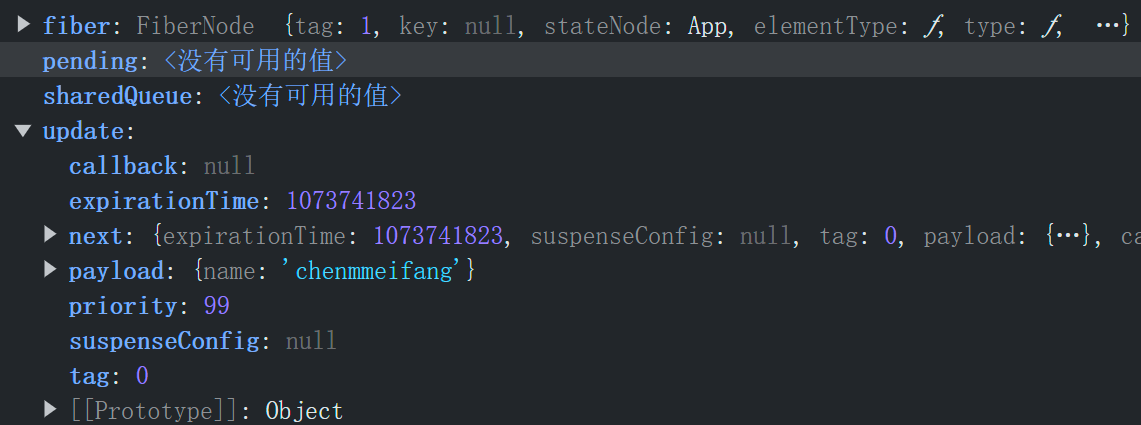 ▶ fiber: FiberNode {tag: 1, key: null, stateNode: App, elementType: ƒ, type: ƒ, …}
pending: <没有可用的值>
sharedQueue: <没有可用的值>
▼ update:
callback: null
expirationTime: 1073741823
▶ next: {expirationTime: 1073741823, suspenseConfig: null, tag: 0, payload: {…}, ca
▶ payload: {name: 'chenmmeifang'}
priority: 99
suspenseConfig: null
tag: 0
▶ [[Prototype]]: Object